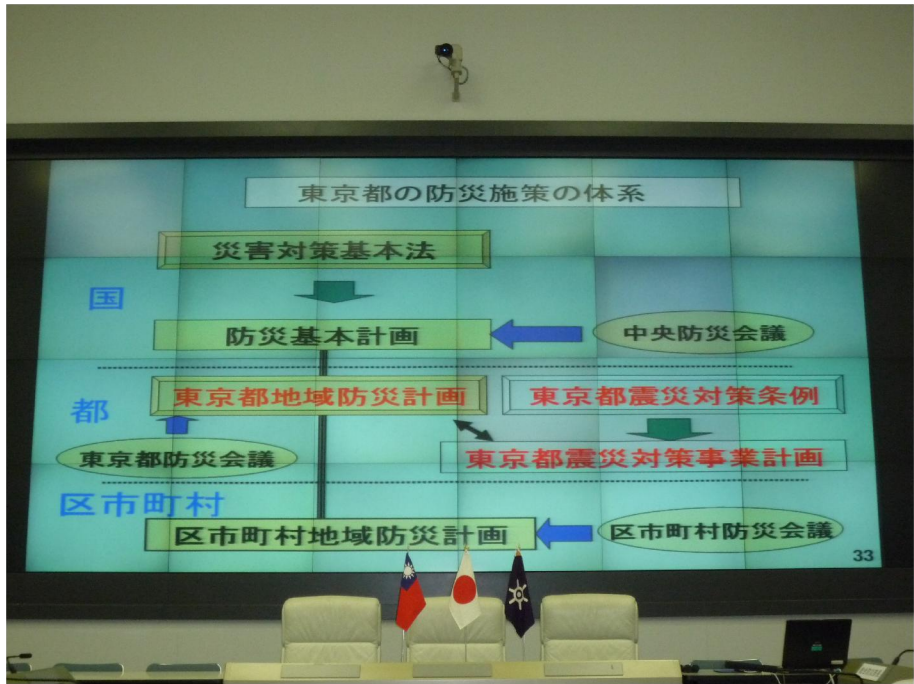 東京都の防災施策の体系
災害対策基本法
国
防災基本計画
中央防災会議
東京都地域防災計画
東京都震災対策条例
都
東京都防災会議
東京都震災対策事業計画
区市町村
区市町村地域防災計画
区市町村防災会議
33